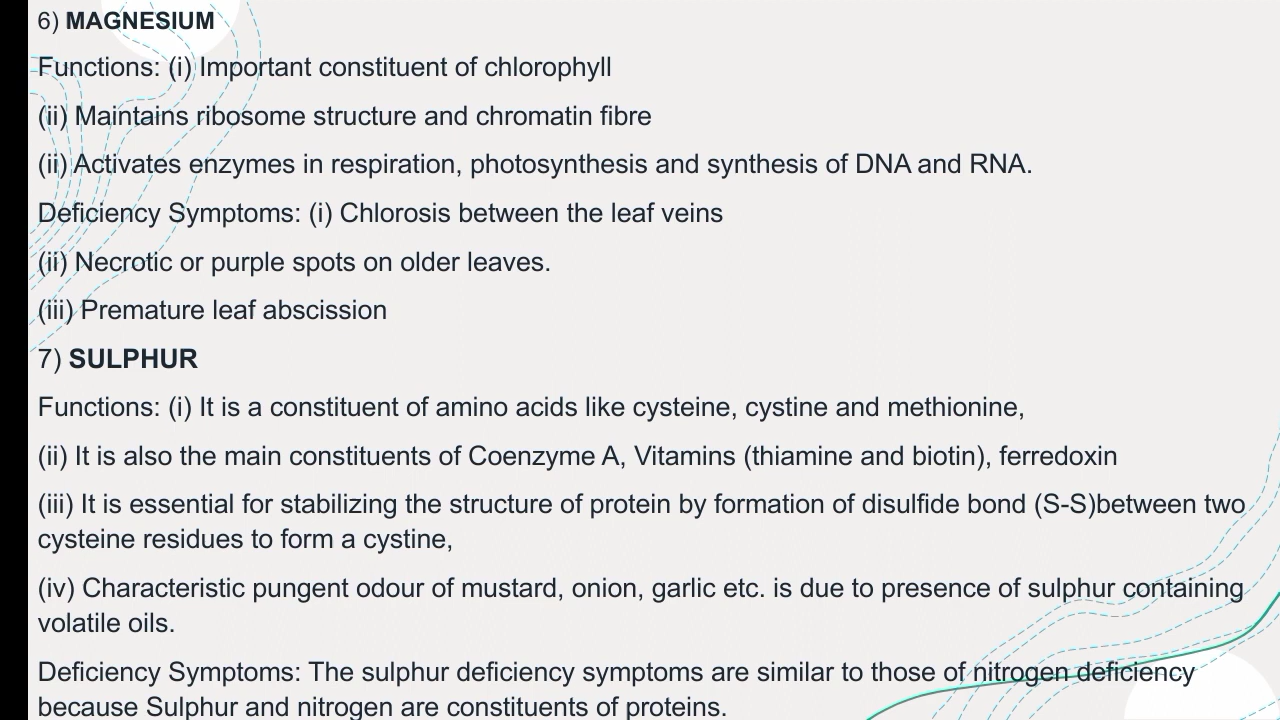 6) MAGNESIUM
Functions: (i) Important constituent of chlorophyll
(ii) Maintains ribosome structure and chromatin fibre
(ii) Activates enzymes in respiration, photosynthesis and synthesis of DNA and RNA.
Deficiency Symptoms: (i) Chlorosis between the leaf veins
(ii) Necrotic or purple spots on older leaves.
(iii) Premature leaf abscission
7) SULPHUR
Functions: (i) It is a constituent of amino acids like cysteine, cystine and methionine,
(ii) It is also the main constituents of Coenzyme A, Vitamins (thiamine and biotin), ferredoxin
(iii) It is essential for stabilizing the structure of protein by formation of disulfide bond (S-S)between two
cysteine residues to form a cystine,
(iv) Characteristic pungent odour of mustard, onion, garlic etc. is due to presence of sulphur containing
volatile oils.
Deficiency Symptoms: The sulphur deficiency symptoms are similar to those of nitrogen deficiency
because Sulphur and nitrogen are constituents of proteins.